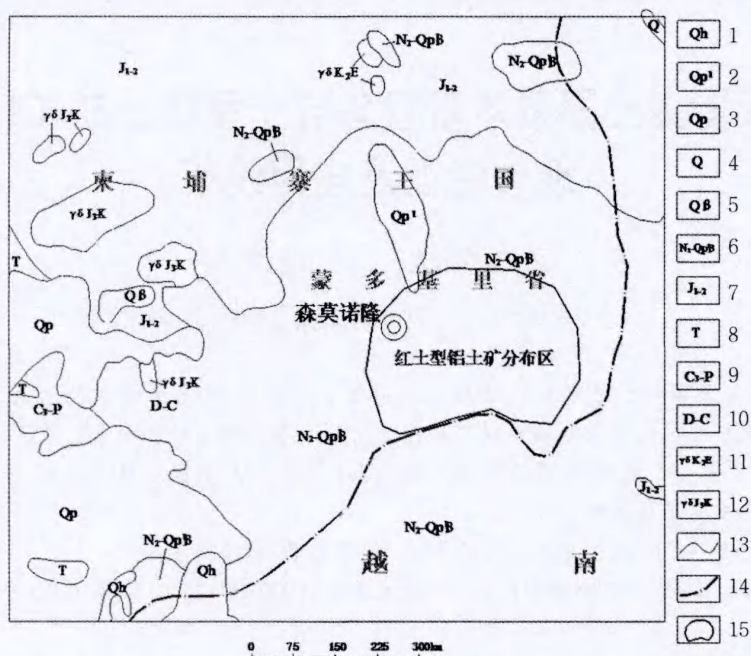 Q
N₂-QpB
N₂-QpB
γδK₂E
J₁₋₂
J₁₋₂
γδJ₃K
N₂-QpB
柬 埔 寨 王 国
γδJ₃K
Qp¹
γδJ₃K
N₂-QpB
T
蒙 多 基 里 省
Qβ
森莫诺隆
Qp
J₁₋₂
红土型铝土矿分布区
γδJ₃K
T
C₃-P
D-C
N₂-QpB
J₁₋₂
Qp
N₂-QpB
N₂-QpB
越 南
T
Qh
Qh
0 75 150 225 300km
Qh 1
Qp¹ 2
Qp 3
Q 4
Qβ 5
N₂-QpB 6
J₁₋₂ 7
T 8
C₃-P 9
D-C 10
γδK₂E 11
γδJ₃K 12
13
14
15